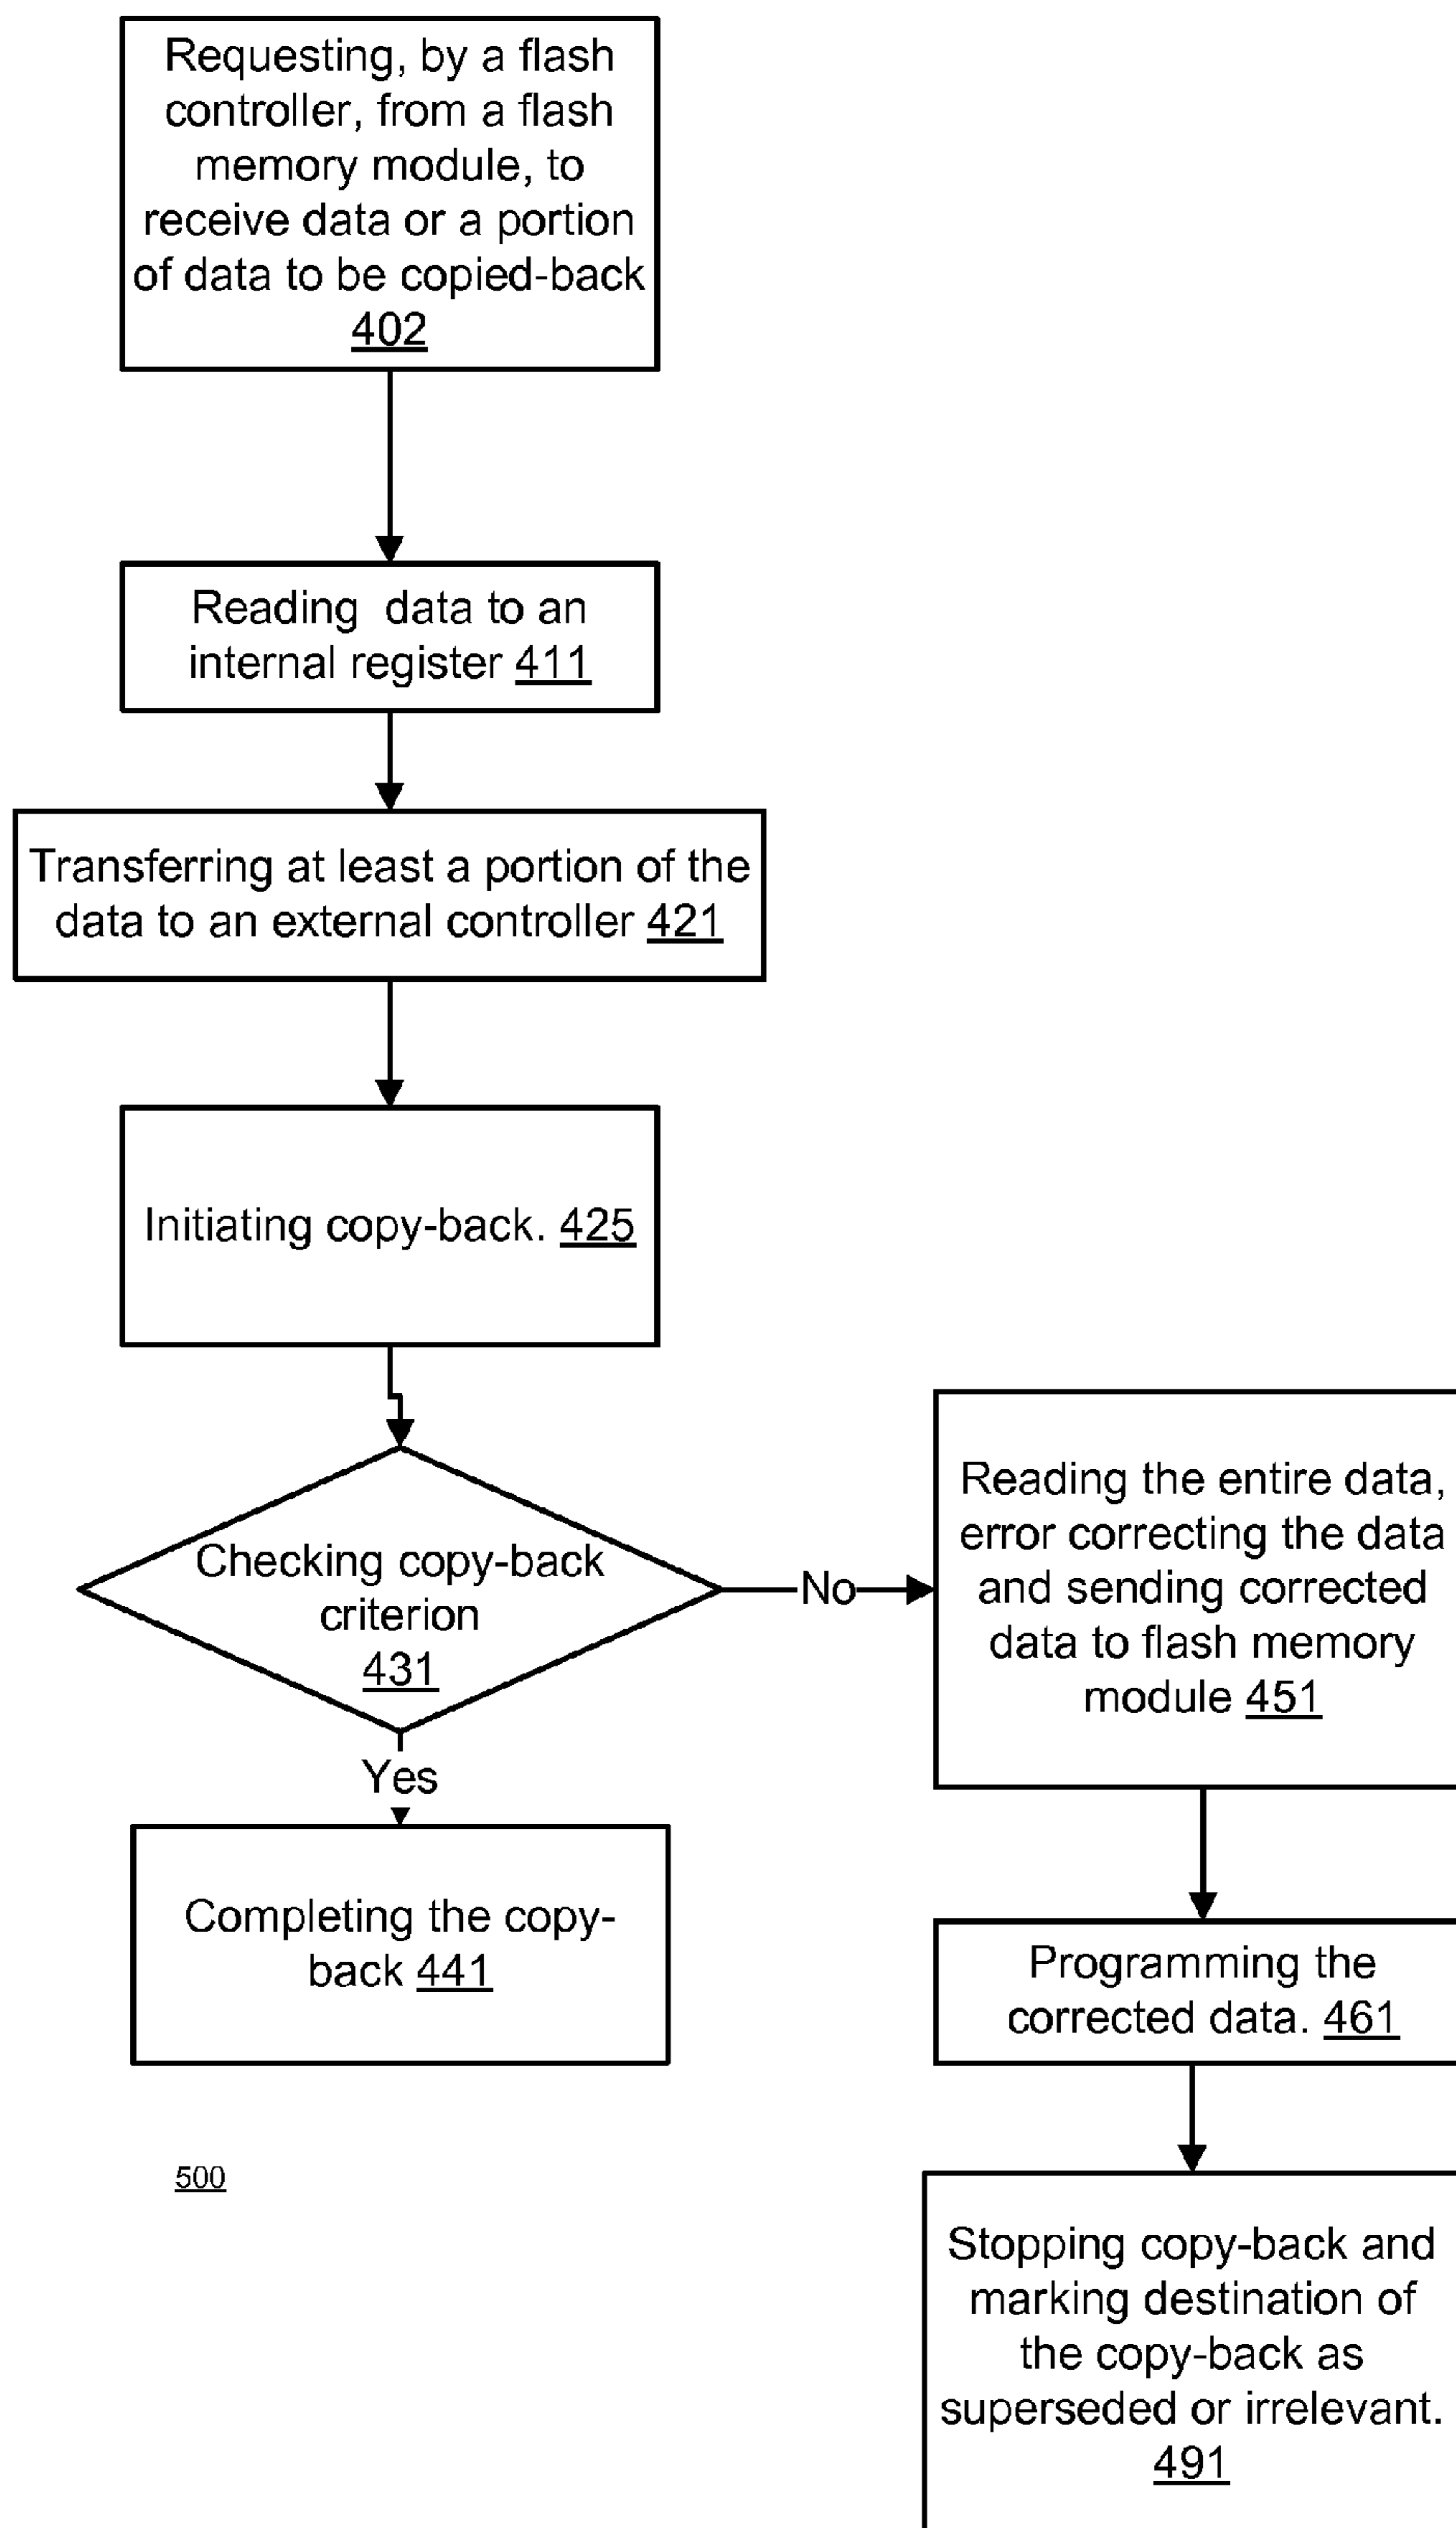 Requesting, by a flash
controller, from a flash
memory module, to
receive data or a portion
of data to be copied-back
402
Reading data to an
internal register 411
Transferring at least a portion of the
data to an external controller 421
Initiating copy-back. 425
Checking copy-back
criterion
431
No
Yes
Completing the copy-
back 441
Reading the entire data,
error correcting the data
and sending corrected
data to flash memory
module 451
Programming the
corrected data. 461
Stopping copy-back and
marking destination of
the copy-back as
superseded or irrelevant.
491
500